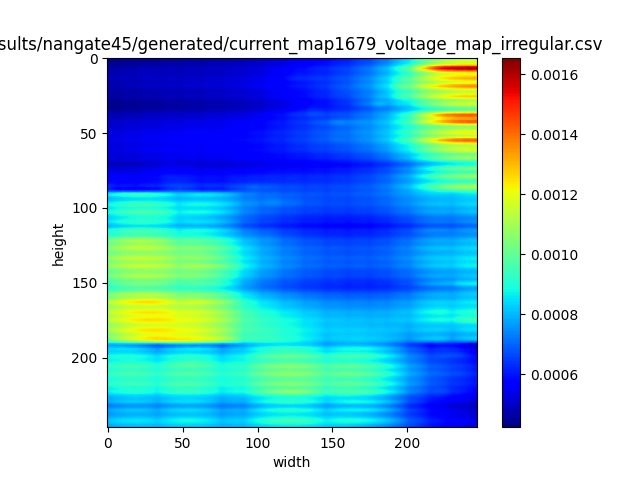 sults/nangate45/generated/current_map1679_voltage_map_irregular.csv
0
50
100
150
200
height
0 50 100 150 200
width
0.0016
0.0014
0.0012
0.0010
0.0008
0.0006